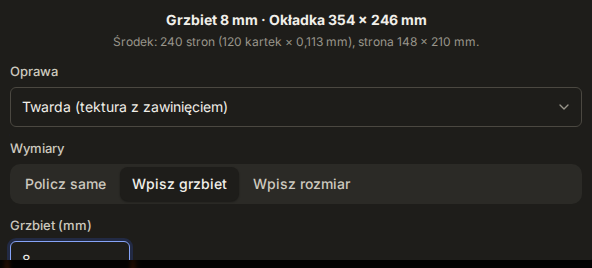 Grzbiet 8 mm · Okładka 354 × 246 mm
Środek: 240 stron (120 kartek × 0,113 mm), strona 148 × 210 mm.
Oprawa
Twarda (tektura z zawinięciem)
Wymiary
Policz same Wpisz grzbiet Wpisz rozmiar
Grzbiet (mm)
8